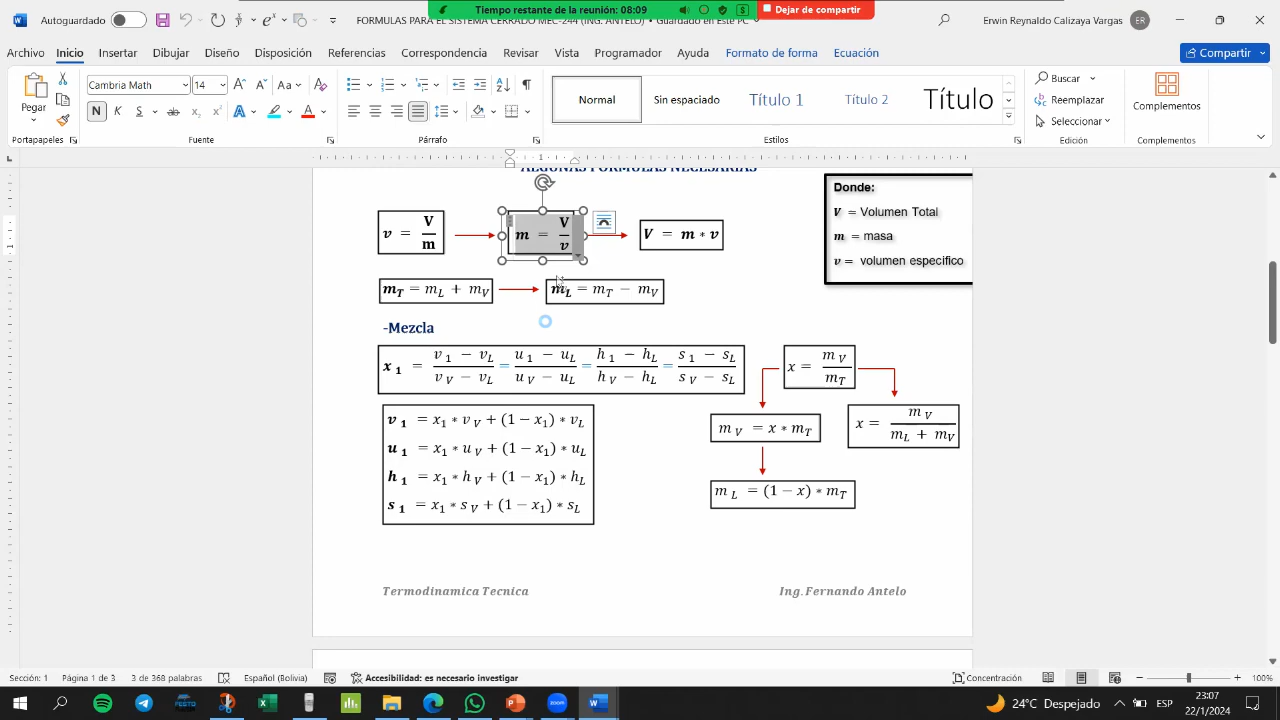 Autoguardado
FORMULAS PARA EL SISTEMA CERRADO MEC-244 (ING. ANTELO) • Guardado en Este PC
Tiempo restante de la reunión: 08:09
Dejar de compartir
Erwin Reynaldo Calizaya Vargas
ER
Archivo Inicio Insertar Dibujar Diseño Disposición Referencias Correspondencia Revisar Vista Programador Ayuda Formato de forma Ecuación
Compartir
Pegar
Cambria Math 14
N K S ab x₂ x²
Normal Sin espaciado Título 1 Título 2 Título
Buscar
Reemplazar
Seleccionar
Complementos
Portapapeles Fuente Párrafo Estilos Edición Complementos
ALGUNAS FORMULAS NECESARIAS
v = V/m
m = V/v
V = m * v
Donde:
V = Volumen Total
m = masa
v = volumen especifico
m_T = m_L + m_V
m_L = m_T − m_V
-Mezcla
x_1 = (v_1 − v_L)/(v_V − v_L) = (u_1 − u_L)/(u_V − u_L) = (h_1 − h_L)/(h_V − h_L) = (s_1 − s_L)/(s_V − s_L)
x = m_V/m_T
v_1 = x_1 * v_V + (1 − x_1) * v_L
u_1 = x_1 * u_V + (1 − x_1) * u_L
h_1 = x_1 * h_V + (1 − x_1) * h_L
s_1 = x_1 * s_V + (1 − x_1) * s_L
m_V = x * m_T
x = m_V/(m_L + m_V)
m_L = (1 − x) * m_T
Termodinamica Tecnica
Ing. Fernando Antelo
Sección: 1 Página 1 de 3 3 de 368 palabras Español (Bolivia) Accesibilidad: es necesario investigar
Concentración
100%
24°C Despejado
ESP
23:07
22/1/2024